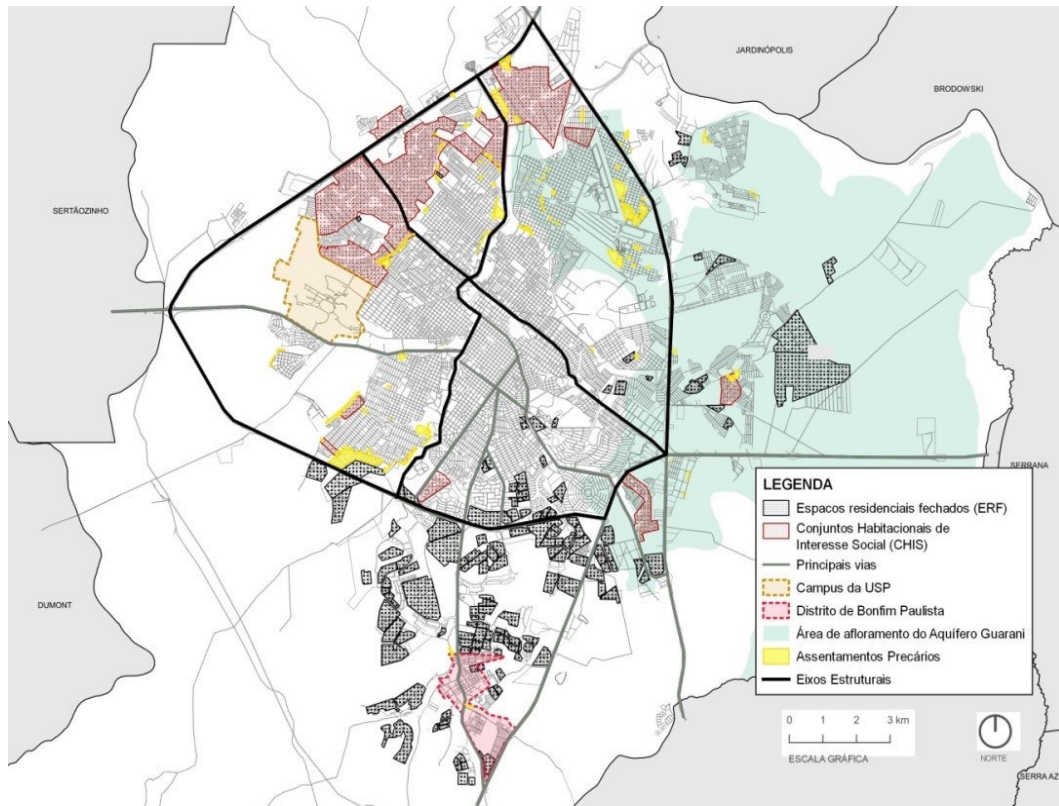 JARDINÓPOLIS
BRODOWSKI
SERTÃOZINHO
SERRANA
DUMONT
LEGENDA
Espacos residenciais fechados (ERF)
Conjuntos Habitacionais de
Interesse Social (CHIS)
Principais vias
Campus da USP
Distrito de Bonfim Paulista
Área de afloramento do Aquífero Guarani
Assentamentos Precários
Eixos Estruturais
0 1 2 3 km
ESCALA GRÁFICA
NORTE
SERRA AZ